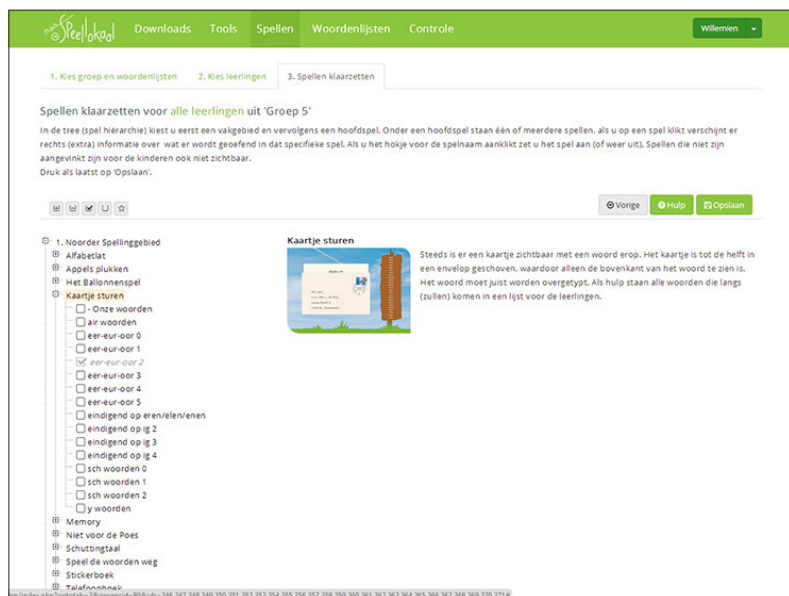 Speellokaal
Downloads Tools Spellen Woordenlijsten Controle
Willemien
1. Kies groep en woordenlijsten 2. Kies leerlingen 3. Spellen klaarzetten
Spellen klaarzetten voor alle leerlingen uit 'Groep 5'
In de tree (spel hiërarchie) kiest u eerst een vakgebied en vervolgens een hoofdspel. Onder een hoofdspel staan één of meerdere spellen, als u op een spel klikt verschijnt er
rechts (extra) informatie over wat er wordt geoefend in dat specifieke spel. Als u het hokje voor de spelnaam aanklikt zet u het spel aan (of weer uit). Spellen die niet zijn
aangevinkt zijn voor de kinderen ook niet zichtbaar.
Druk als laatst op 'Opslaan'.
Vorige Hulp Opslaan
1. Noorder Spellinggebied
Alfabetlat
Appels plukken
Het Ballonnenspel
Kaartje sturen
- Onze woorden
air woorden
eer-eur-oor 0
eer-eur-oor 1
eer-eur-oor 2
eer-eur-oor 3
eer-eur-oor 4
eer-eur-oor 5
eindigend op eren/elen/enen
eindigend op ig 2
eindigend op ig 3
eindigend op ig 4
sch woorden 0
sch woorden 1
sch woorden 2
y woorden
Memory
Niet voor de Poes
Schuttingtaal
Speel de woorden weg
Stickerboek
Telefoonboek
Kaartje sturen
Steeds is er een kaartje zichtbaar met een woord erop. Het kaartje is tot de helft in
een envelop geschoven, waardoor alleen de bovenkant van het woord te zien is.
Het woord moet juist worden overgetypt. Als hulp staan alle woorden die langs
(zullen) komen in een lijst voor de leerlingen.